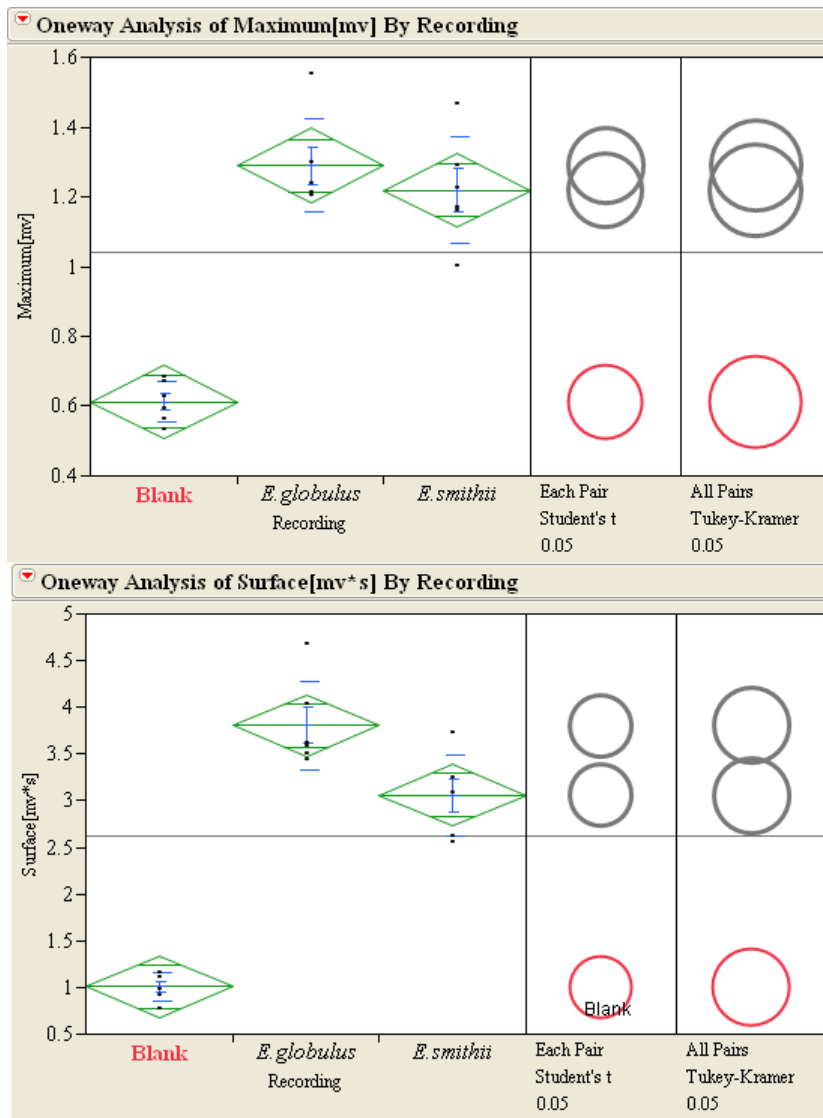 Oneway Analysis of Maximum[mv] By Recording
1.6
1.4
1.2
1
0.8
0.6
0.4
Maximum[mv]
Blank
E.globulus
E.smithii
Recording
Each Pair
Student's t
0.05
All Pairs
Tukey-Kramer
0.05
Oneway Analysis of Surface[mv*s] By Recording
5
4.5
4
3.5
3
2.5
2
1.5
1
0.5
Surface[mv*s]
Blank
Blank
E.globulus
E.smithii
Recording
Each Pair
Student's t
0.05
All Pairs
Tukey-Kramer
0.05